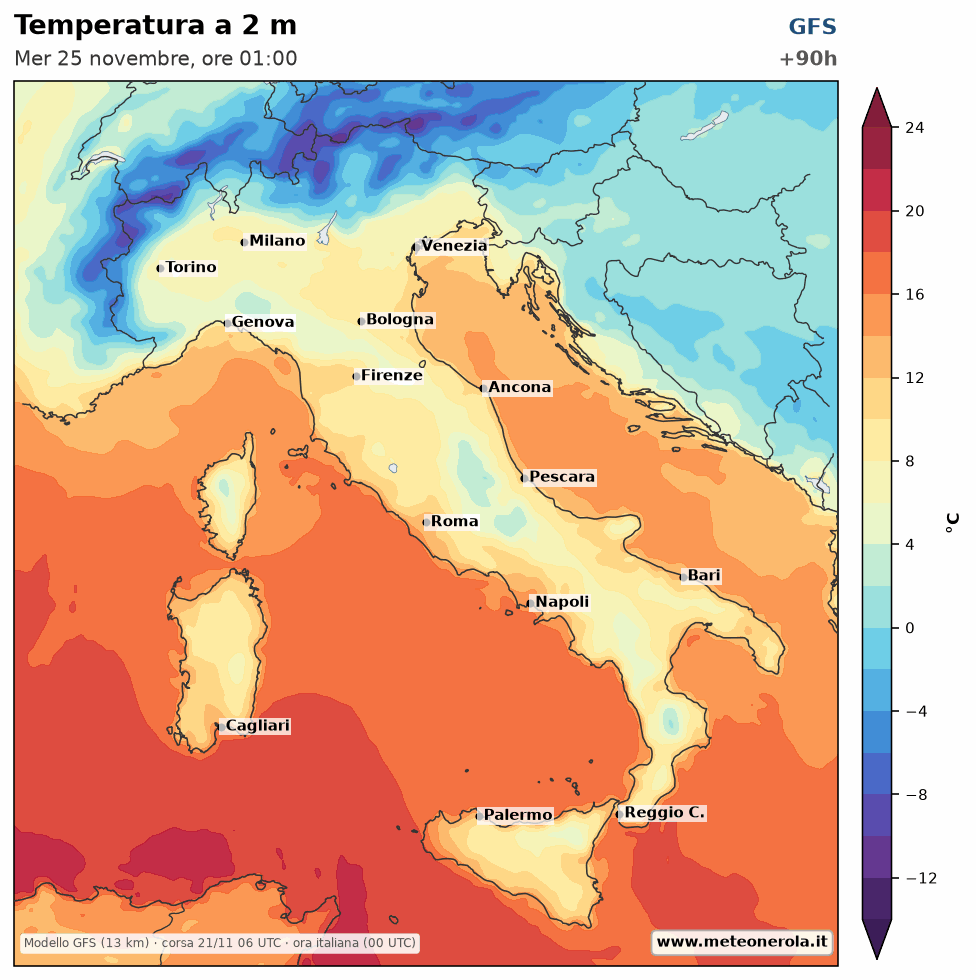 Temperatura a 2 m
GFS
Mer 25 novembre, ore 01:00
+90h
24
20
16
12
8
4
0
−4
−8
−12
°C
Milano
Venezia
Torino
Genova
Bologna
Firenze
Ancona
Pescara
Roma
Bari
Napoli
Cagliari
Palermo
Reggio C.
Modello GFS (13 km) · corsa 21/11 06 UTC · ora italiana (00 UTC)
www.meteonerola.it